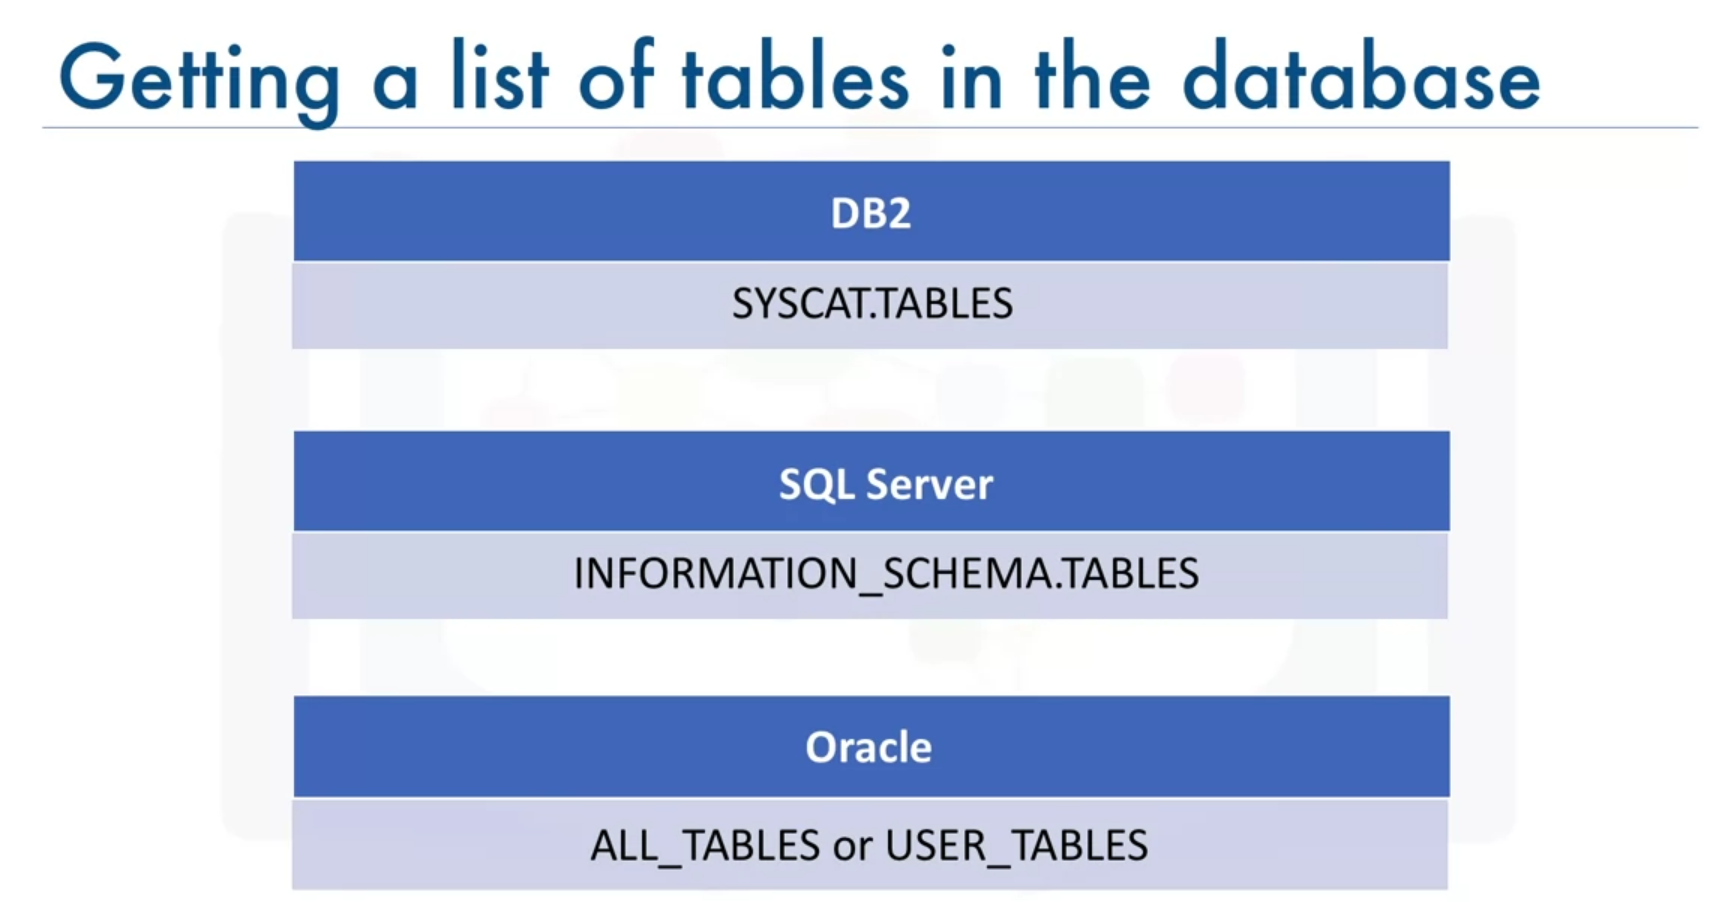 Getting a list of tables in the database
DB2
SYSCAT.TABLES
SQL Server
INFORMATION_SCHEMA.TABLES
Oracle
ALL_TABLES or USER_TABLES